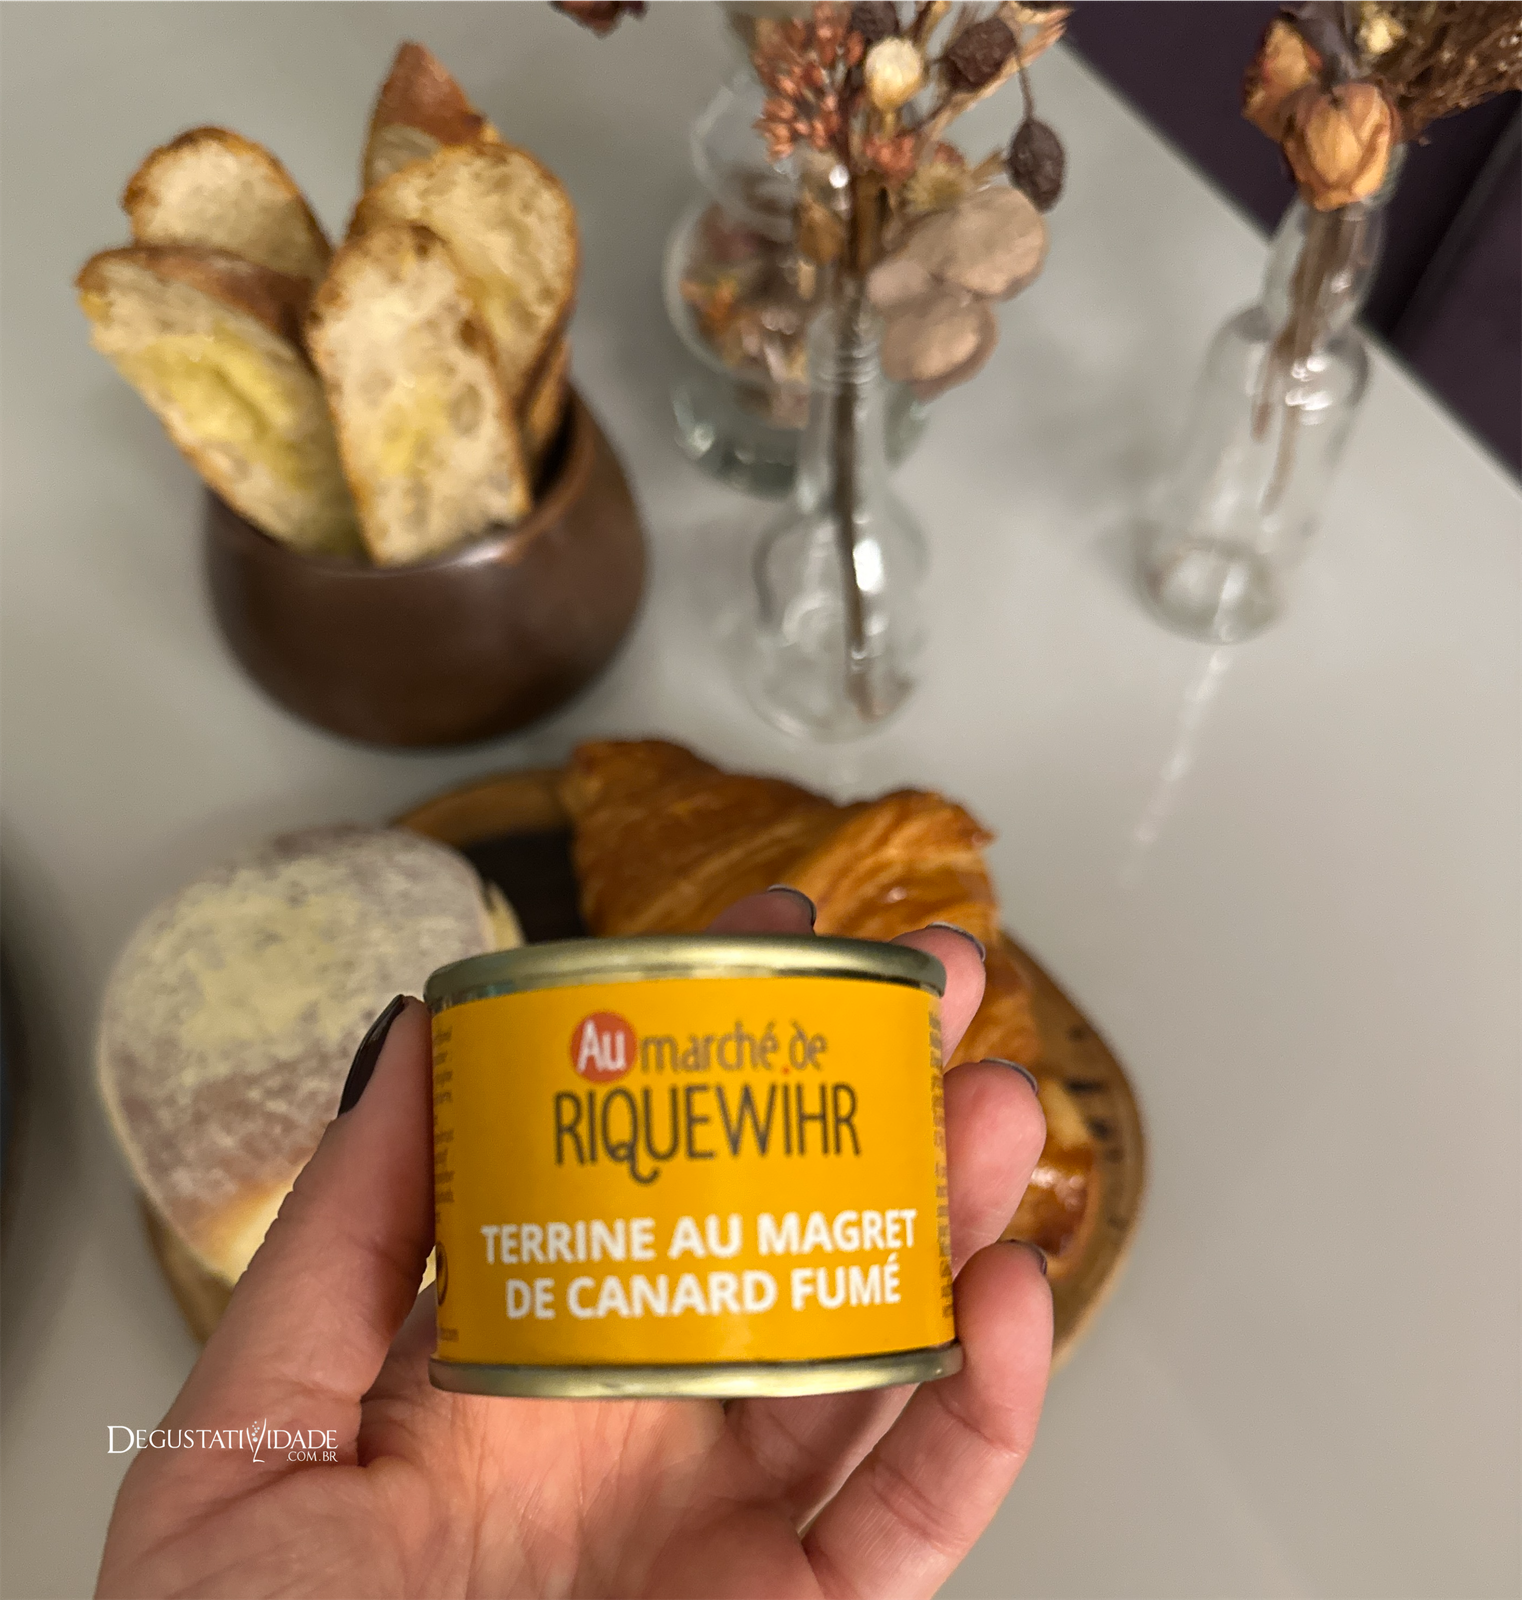 Au marché de
RIQUEWIHR
TERRINE AU MAGRET
DE CANARD FUMÉ
DEGUSTATIVIDADE
.COM.BR